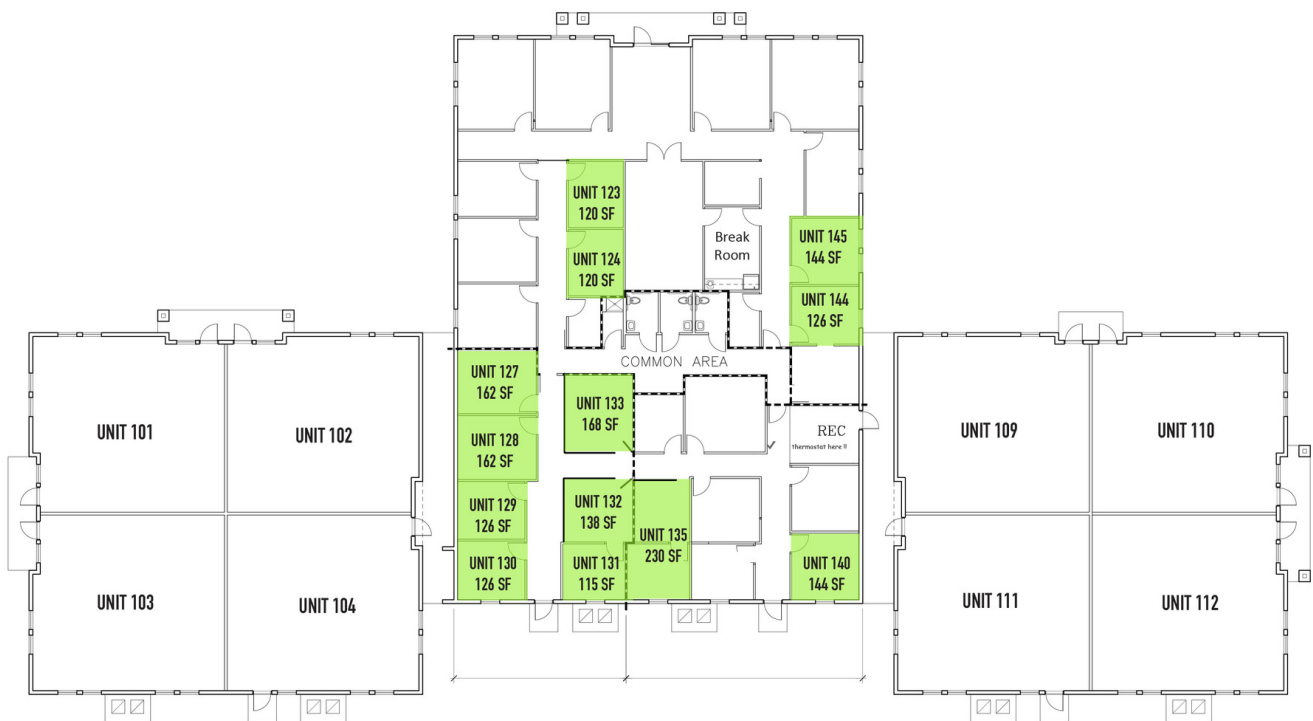 UNIT 123
120 SF
UNIT 124
120 SF
Break
Room
UNIT 145
144 SF
UNIT 144
126 SF
COMMON AREA
UNIT 127
162 SF
UNIT 133
168 SF
UNIT 128
162 SF
REC
thermostat here !!
UNIT 101
UNIT 102
UNIT 109
UNIT 110
UNIT 129
126 SF
UNIT 132
138 SF
UNIT 135
230 SF
UNIT 130
126 SF
UNIT 131
115 SF
UNIT 140
144 SF
UNIT 103
UNIT 104
UNIT 111
UNIT 112